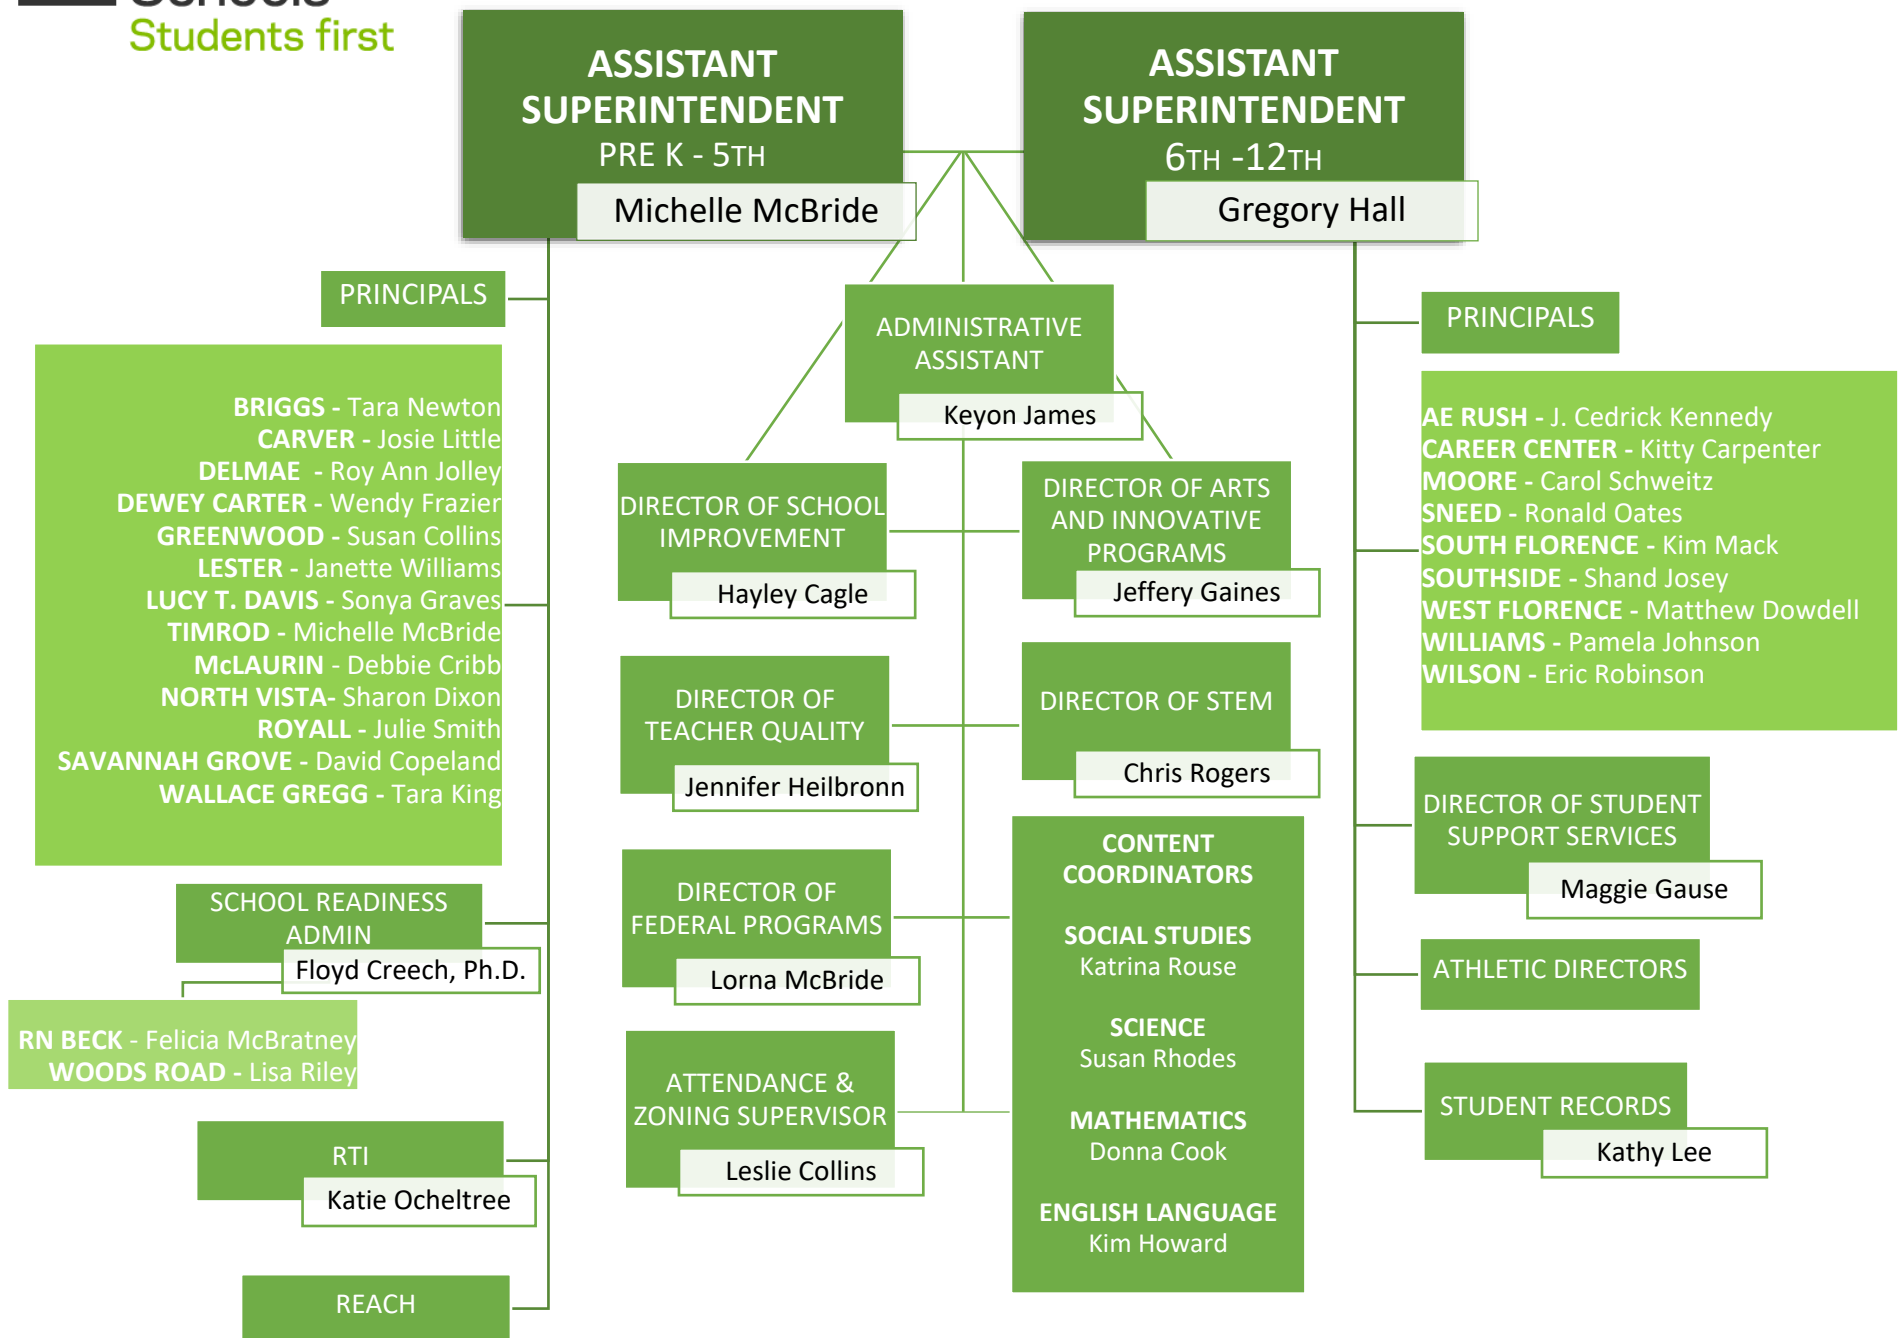 Schools
Students first
ASSISTANT
SUPERINTENDENT
PRE K - 5TH
Michelle McBride
ASSISTANT
SUPERINTENDENT
6TH -12TH
Gregory Hall
PRINCIPALS
BRIGGS - Tara Newton
CARVER - Josie Little
DELMAE - Roy Ann Jolley
DEWEY CARTER - Wendy Frazier
GREENWOOD - Susan Collins
LESTER - Janette Williams
LUCY T. DAVIS - Sonya Graves
TIMROD - Michelle McBride
McLAURIN - Debbie Cribb
NORTH VISTA- Sharon Dixon
ROYALL - Julie Smith
SAVANNAH GROVE - David Copeland
WALLACE GREGG - Tara King
SCHOOL READINESS
ADMIN
Floyd Creech, Ph.D.
RN BECK - Felicia McBratney
WOODS ROAD - Lisa Riley
RTI
Katie Ocheltree
REACH
ADMINISTRATIVE
ASSISTANT
Keyon James
DIRECTOR OF SCHOOL
IMPROVEMENT
Hayley Cagle
DIRECTOR OF ARTS
AND INNOVATIVE
PROGRAMS
Jeffery Gaines
DIRECTOR OF
TEACHER QUALITY
Jennifer Heilbronn
DIRECTOR OF STEM
Chris Rogers
DIRECTOR OF
FEDERAL PROGRAMS
Lorna McBride
ATTENDANCE &
ZONING SUPERVISOR
Leslie Collins
CONTENT
COORDINATORS
SOCIAL STUDIES
Katrina Rouse
SCIENCE
Susan Rhodes
MATHEMATICS
Donna Cook
ENGLISH LANGUAGE
Kim Howard
PRINCIPALS
AE RUSH - J. Cedrick Kennedy
CAREER CENTER - Kitty Carpenter
MOORE - Carol Schweitz
SNEED - Ronald Oates
SOUTH FLORENCE - Kim Mack
SOUTHSIDE - Shand Josey
WEST FLORENCE - Matthew Dowdell
WILLIAMS - Pamela Johnson
WILSON - Eric Robinson
DIRECTOR OF STUDENT
SUPPORT SERVICES
Maggie Gause
ATHLETIC DIRECTORS
STUDENT RECORDS
Kathy Lee